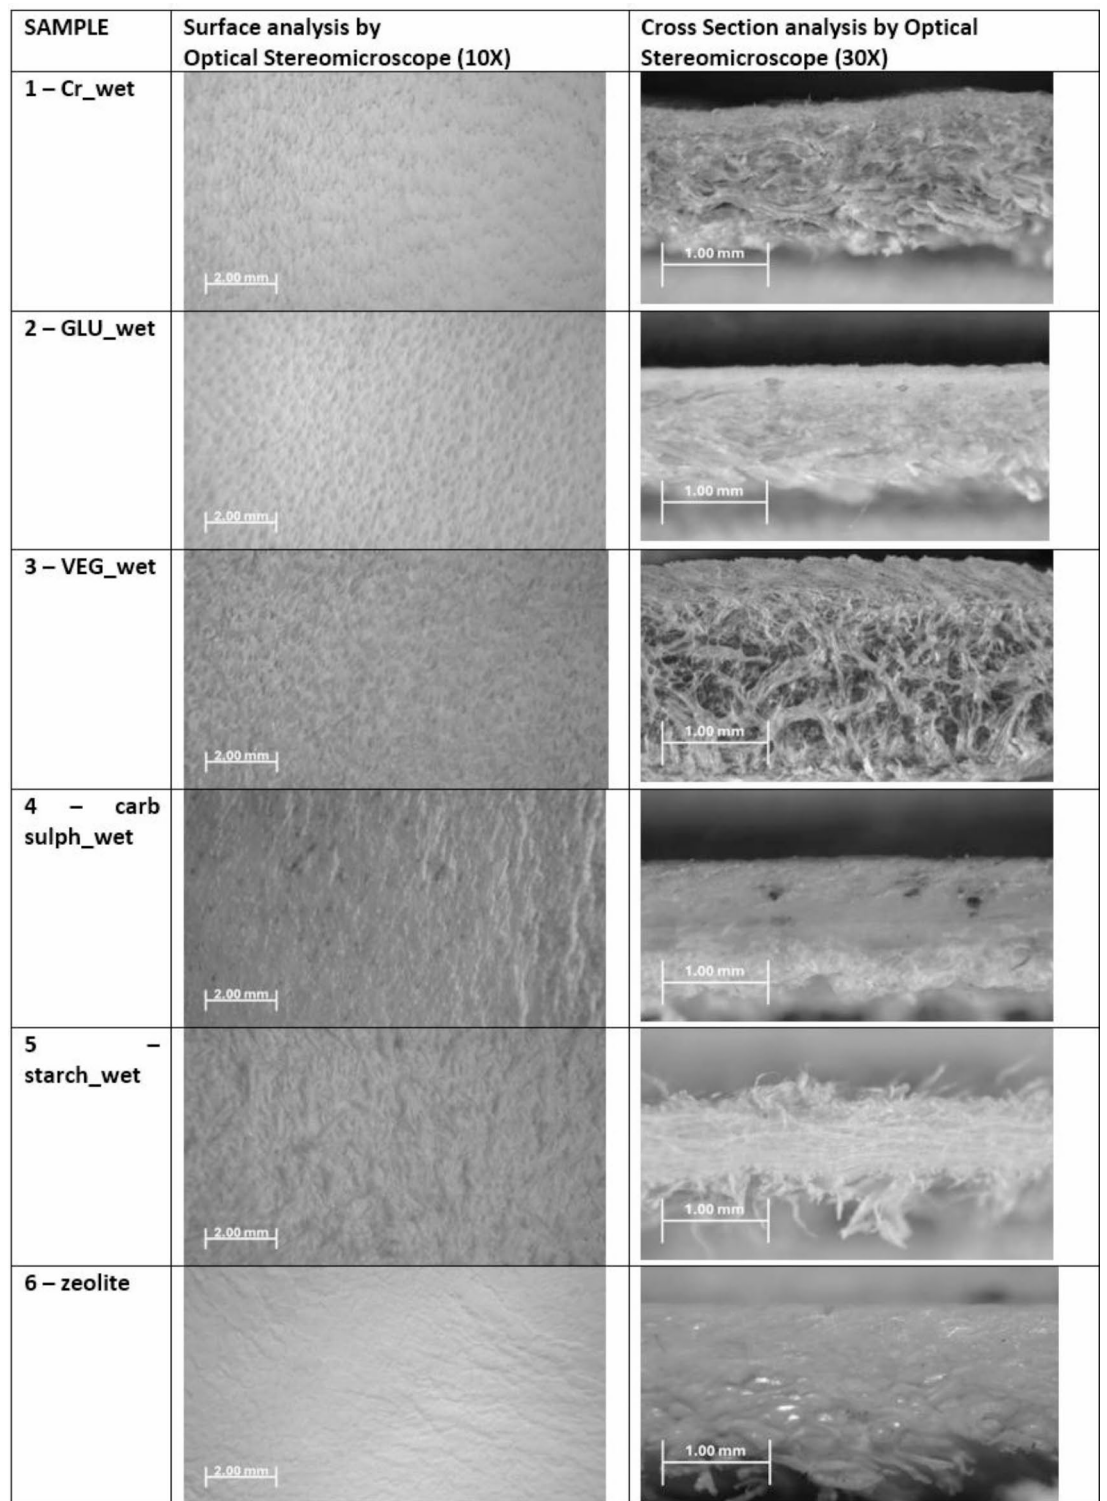 SAMPLE
Surface analysis by
Optical Stereomicroscope (10X)
Cross Section analysis by Optical
Stereomicroscope (30X)
1 – Cr_wet
2.00 mm
1.00 mm
2 – GLU_wet
2.00 mm
1.00 mm
3 – VEG_wet
2.00 mm
1.00 mm
4 – carb
sulph_wet
2.00 mm
1.00 mm
5 –
starch_wet
2.00 mm
1.00 mm
6 – zeolite
2.00 mm
1.00 mm